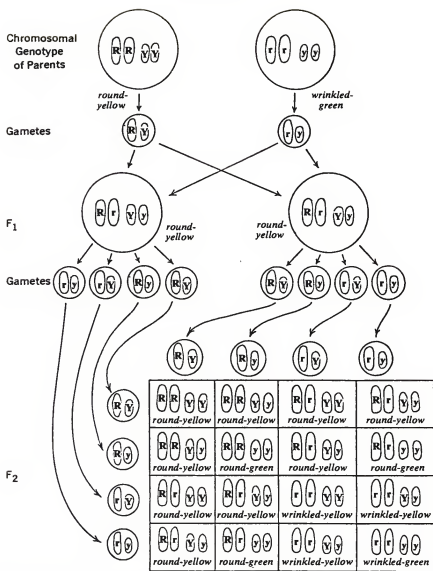 Chromosomal
Genotype
of Parents
R R Y Y
r r y y
round-
yellow
wrinkled-
green
Gametes
R Y
r y
F1
R r Y y
round-
yellow
round-
yellow
R r Y y
Gametes
r y r Y R y R Y
R Y R y r Y r y
R Y R y r Y r y
F2
R Y
R R Y Y R R Y y R r Y Y R r Y y
round-yellow round-yellow round-yellow round-yellow
R y
R R Y y R R y y R r Y y R r y y
round-yellow round-green round-yellow round-green
r Y
R r Y Y R r Y y r r Y Y r r Y y
round-yellow round-yellow wrinkled-yellow wrinkled-yellow
r y
R r Y y R r y y r r Y y r r y y
round-yellow round-green wrinkled-yellow wrinkled-green